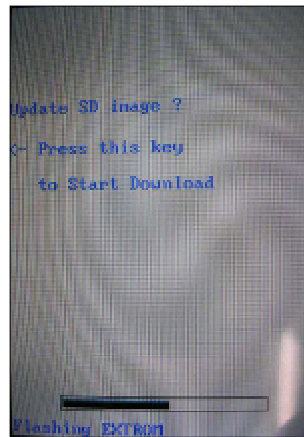 Update SD image ?
<- Press this key
to Start Download
Flashing EXTROM